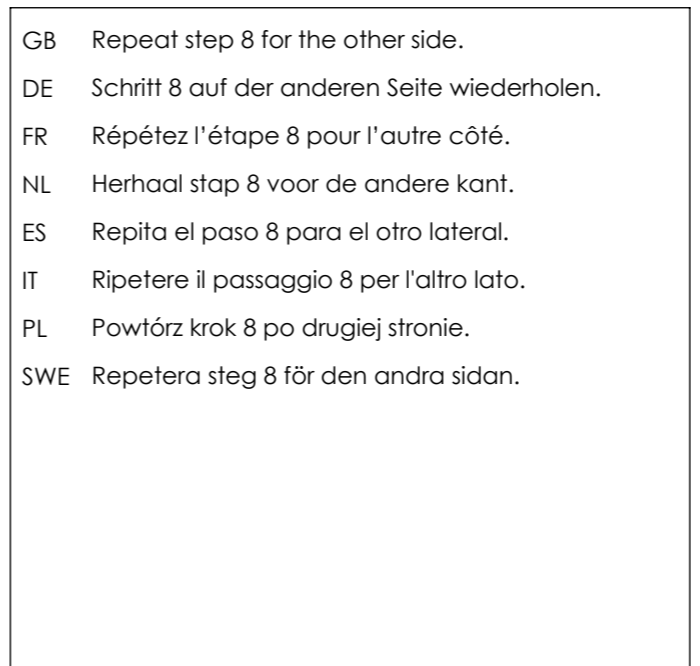 GB Repeat step 8 for the other side.
DE Schritt 8 auf der anderen Seite wiederholen.
FR Répétez l’étape 8 pour l’autre côté.
NL Herhaal stap 8 voor de andere kant.
ES Repita el paso 8 para el otro lateral.
IT Ripetere il passaggio 8 per l'altro lato.
PL Powtórz krok 8 po drugiej stronie.
SWE Repetera steg 8 för den andra sidan.